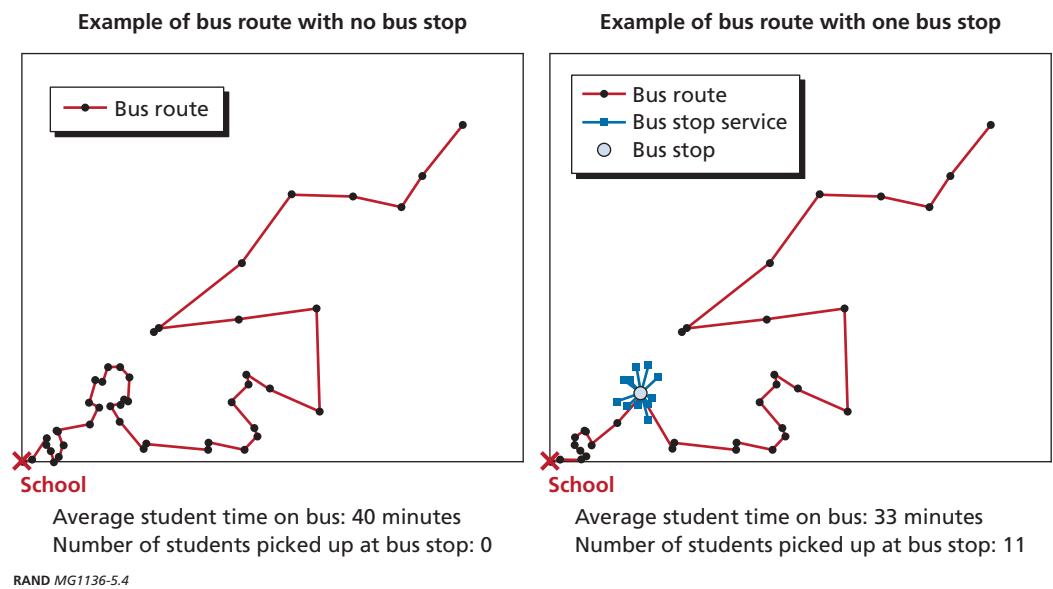 Example of bus route with no bus stop
Bus route
School
Average student time on bus: 40 minutes
Number of students picked up at bus stop: 0
Example of bus route with one bus stop
Bus route
Bus stop service
Bus stop
School
Average student time on bus: 33 minutes
Number of students picked up at bus stop: 11
RAND MG1136-5.4